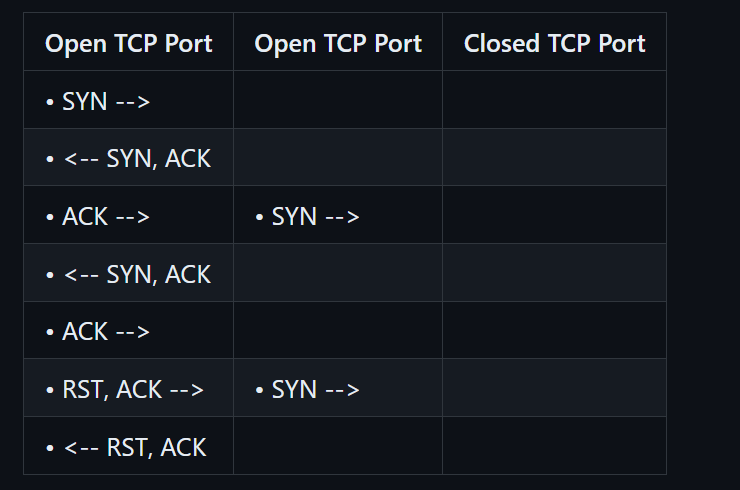 Open TCP Port Open TCP Port Closed TCP Port
• SYN -->
• <-- SYN, ACK
• ACK --> • SYN -->
• <-- SYN, ACK
• ACK -->
• RST, ACK --> • SYN -->
• <-- RST, ACK